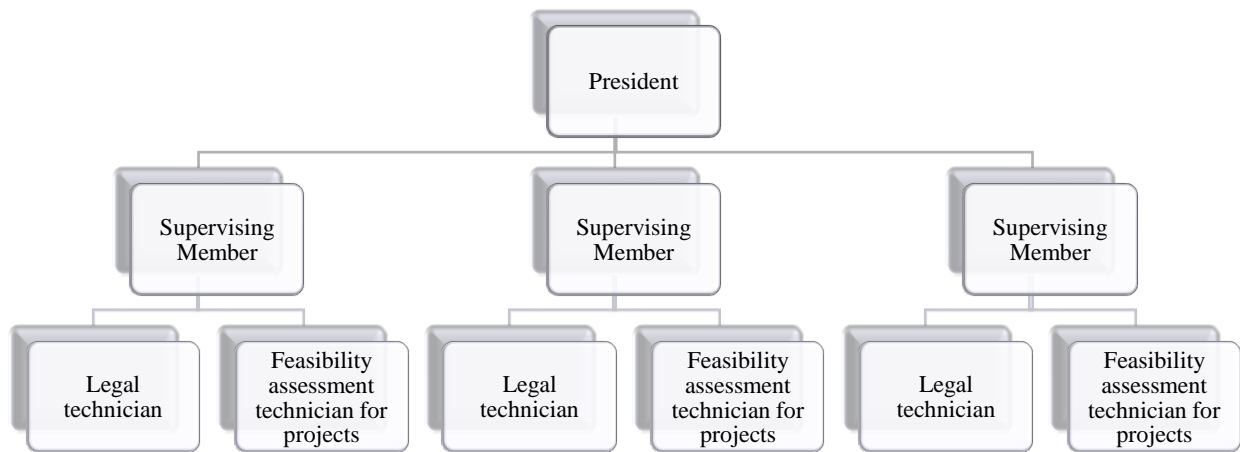 President
Supervising
Member
Supervising
Member
Supervising
Member
Legal
technician
Feasibility
assessment
technician for
projects
Legal
technician
Feasibility
assessment
technician for
projects
Legal
technician
Feasibility
assessment
technician for
projects